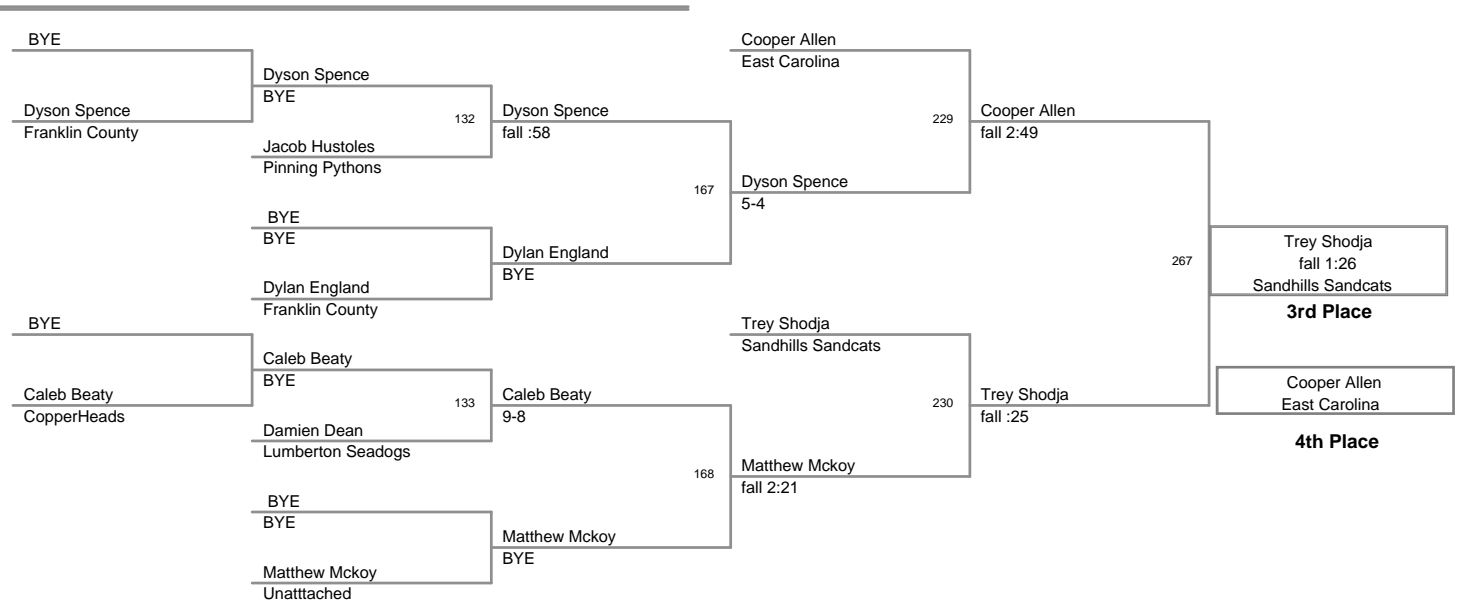 BYE
Dyson Spence
Franklin County
Dyson Spence
BYE
132
Jacob Hustoles
Pinning Pythons
Dyson Spence
fall :58
BYE
BYE
Dylan England
Franklin County
Dylan England
BYE
167
Cooper Allen
East Carolina
229
Dyson Spence
5-4
Cooper Allen
fall 2:49
BYE
Caleb Beaty
CopperHeads
Caleb Beaty
BYE
133
Damien Dean
Lumberton Seadogs
Caleb Beaty
9-8
BYE
BYE
Matthew Mckoy
Unatttached
Matthew Mckoy
BYE
168
Trey Shodja
Sandhills Sandcats
230
Matthew Mckoy
fall 2:21
Trey Shodja
fall :25
267
Trey Shodja
fall 1:26
Sandhills Sandcats
3rd Place
Cooper Allen
East Carolina
4th Place